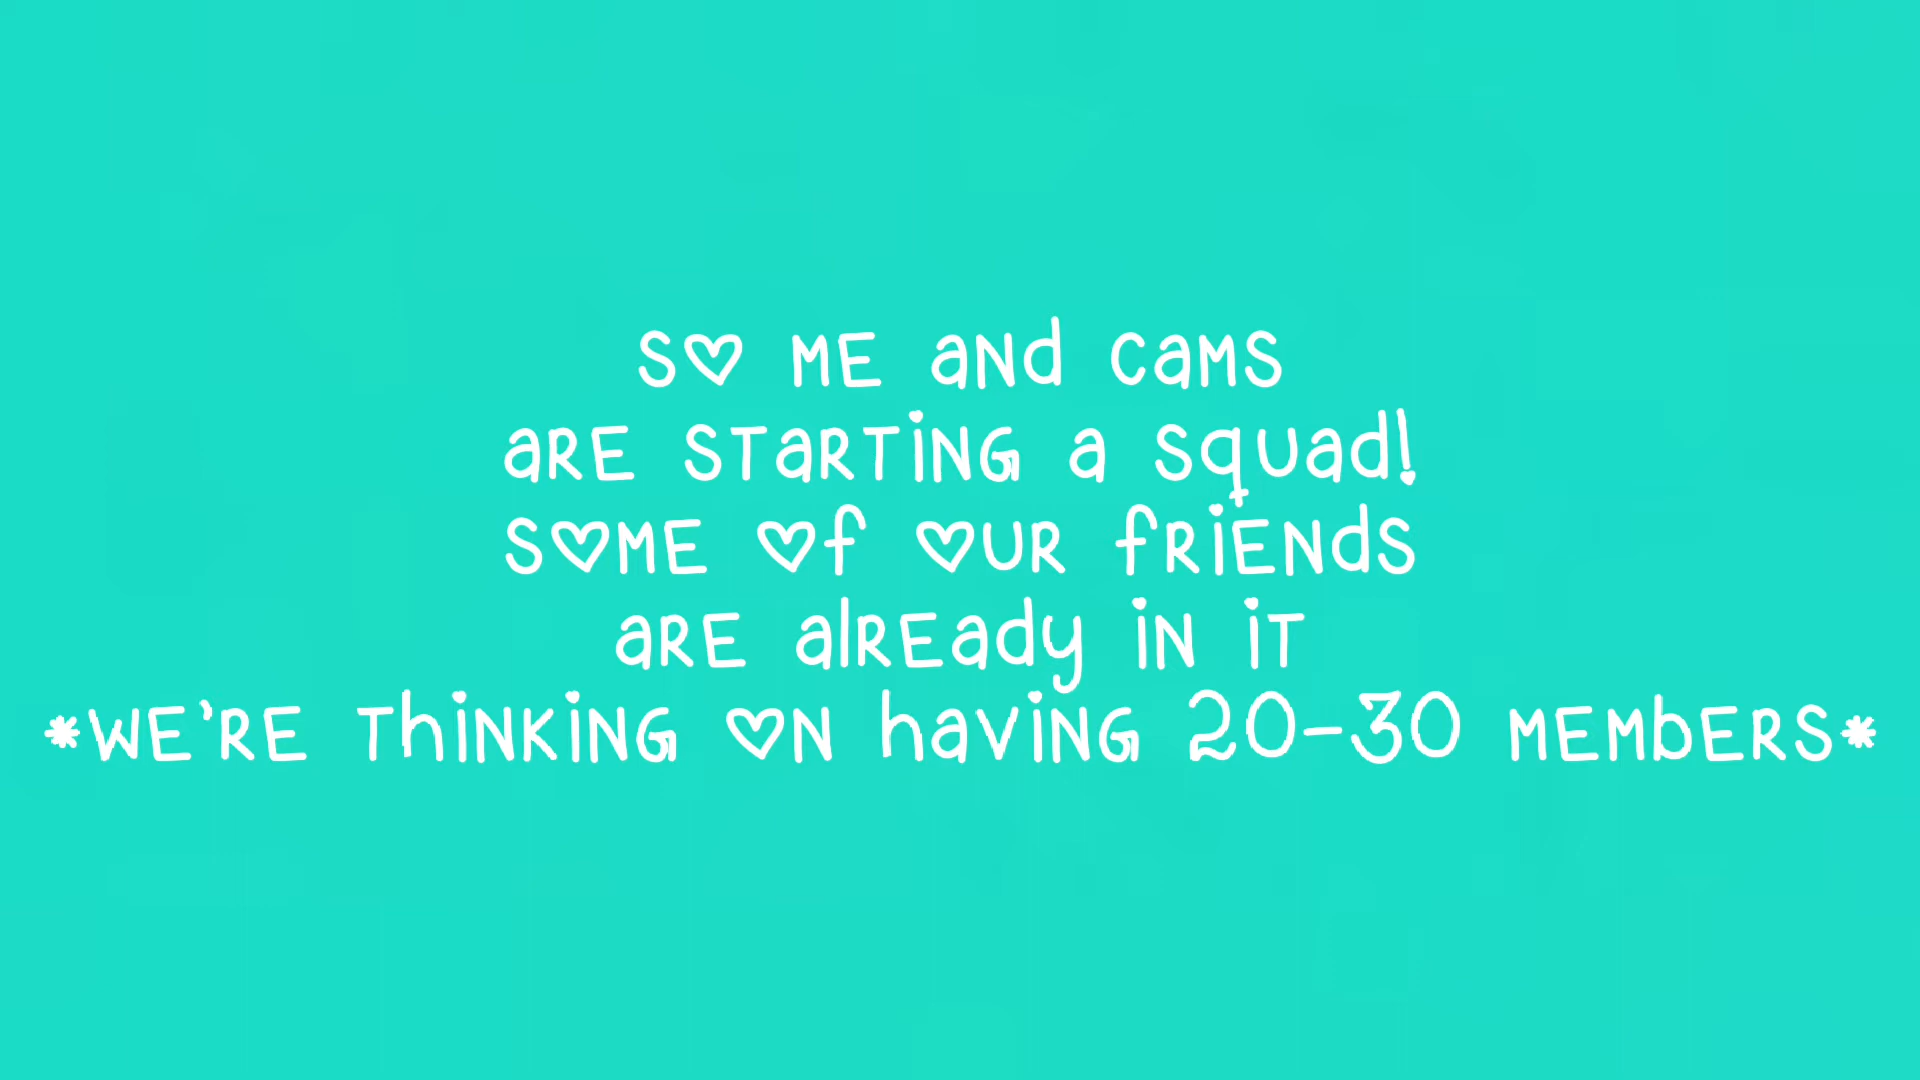 so me and cams
are starting a squad!
some of our friends
are already in it
*we're thinking on having 20-30 members*